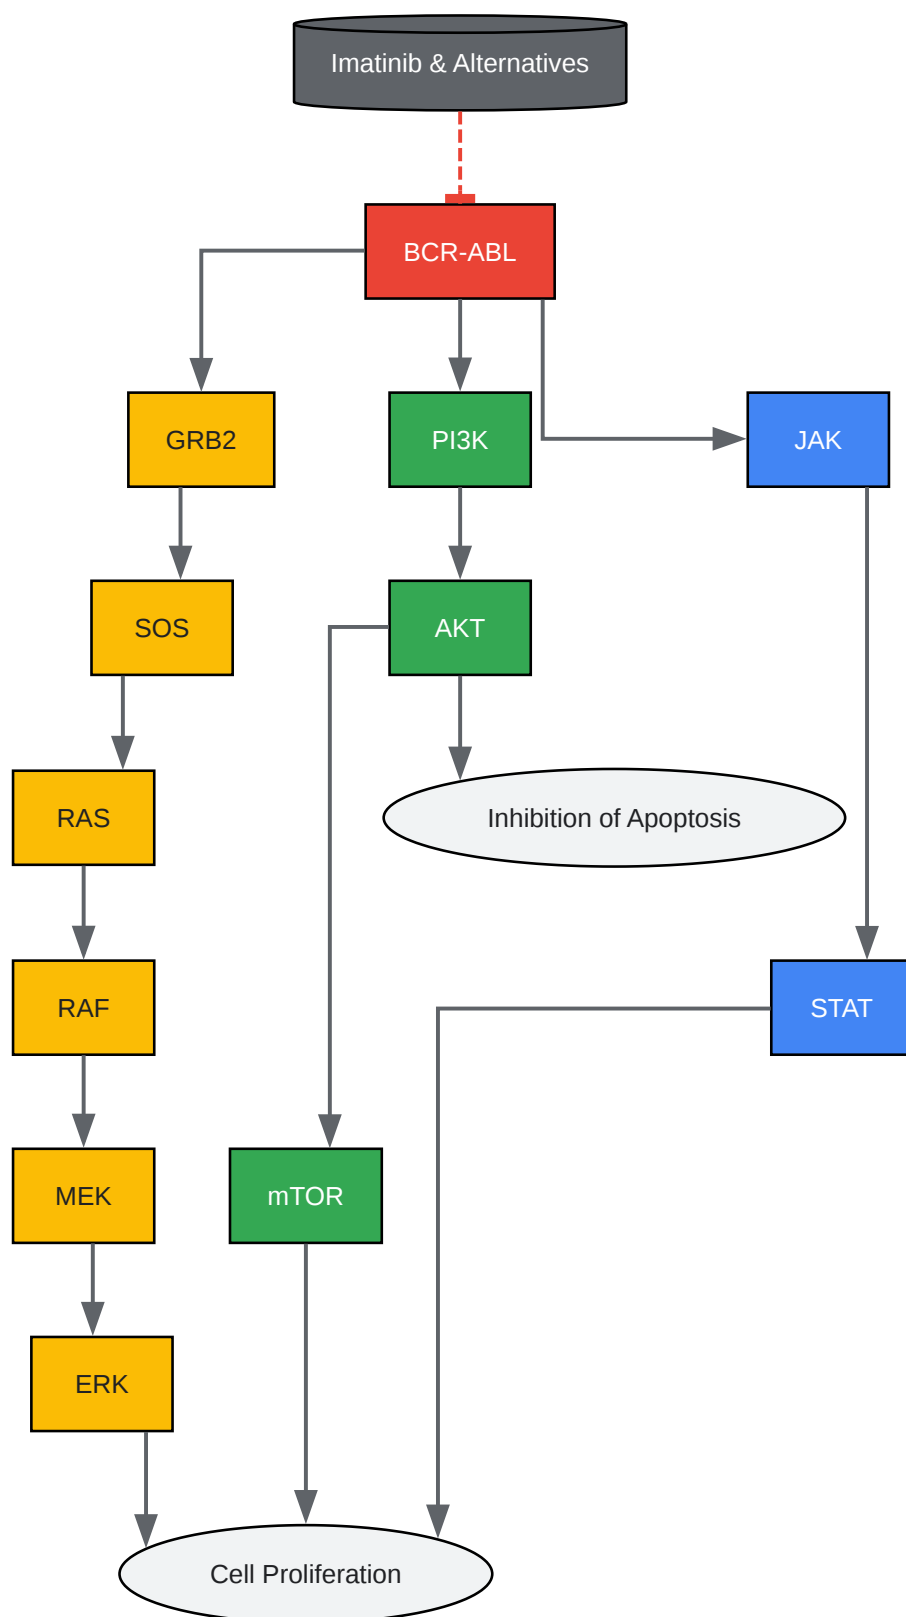 Imatinib & Alternatives
BCR-ABL
GRB2
PI3K
JAK
SOS
AKT
RAS
Inhibition of Apoptosis
RAF
STAT
MEK
mTOR
ERK
Cell Proliferation